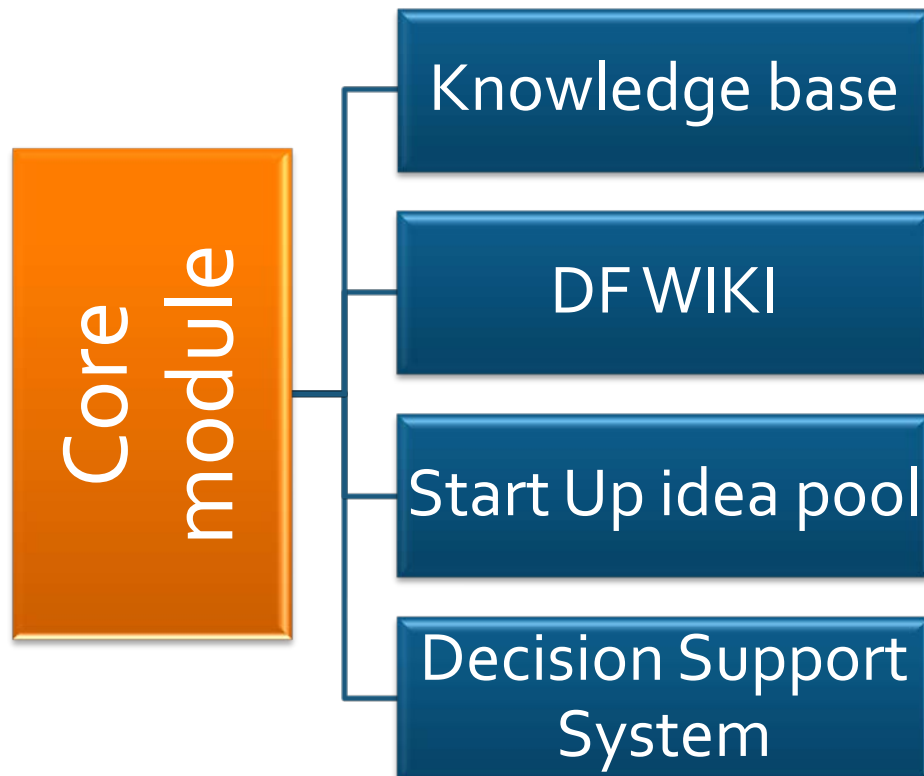 Core
module
Knowledge base
DF WIKI
Start Up idea pool
Decision Support
System